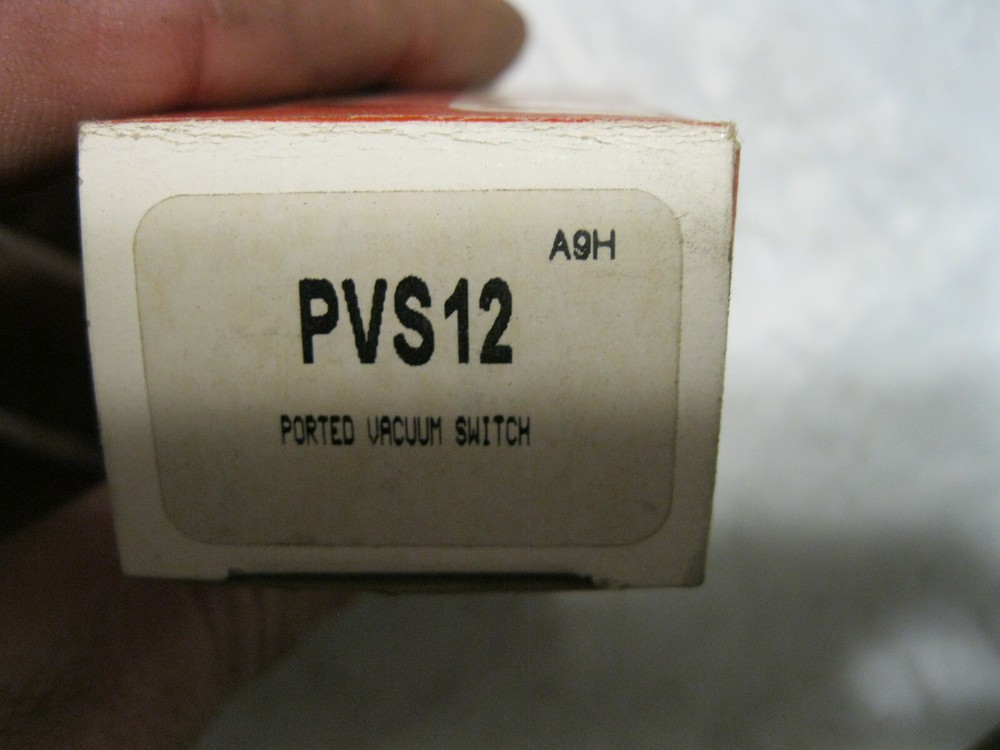 A9H
PVS12
PORTED VACUUM SWITCH